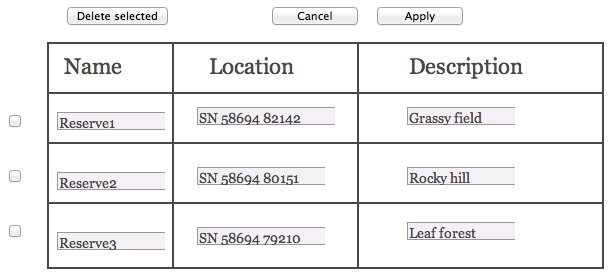 Delete selected Cancel Apply
Name Location Description
Reserve1 SN 58694 82142 Grassy field
Reserve2 SN 58694 80151 Rocky hill
Reserve3 SN 58694 79210 Leaf forest